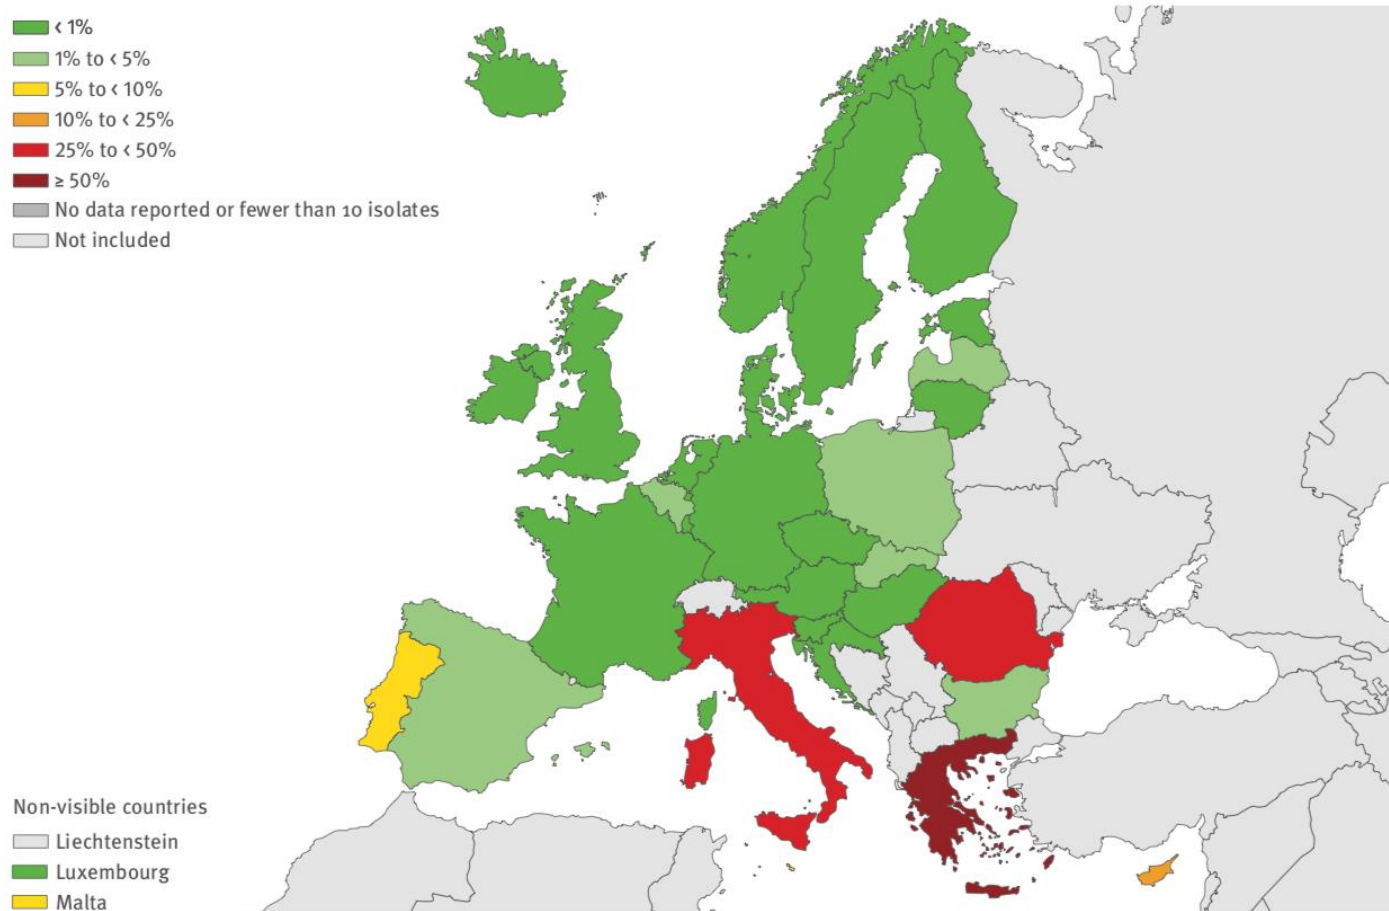 < 1%
1% to < 5%
5% to < 10%
10% to < 25%
25% to < 50%
≥ 50%
No data reported or fewer than 10 isolates
Not included
Non-visible countries
Liechtenstein
Luxembourg
Malta